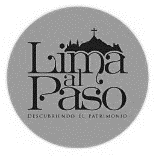 Lima
al
Paso
DESCUBRIENDO EL PATRIMONIO